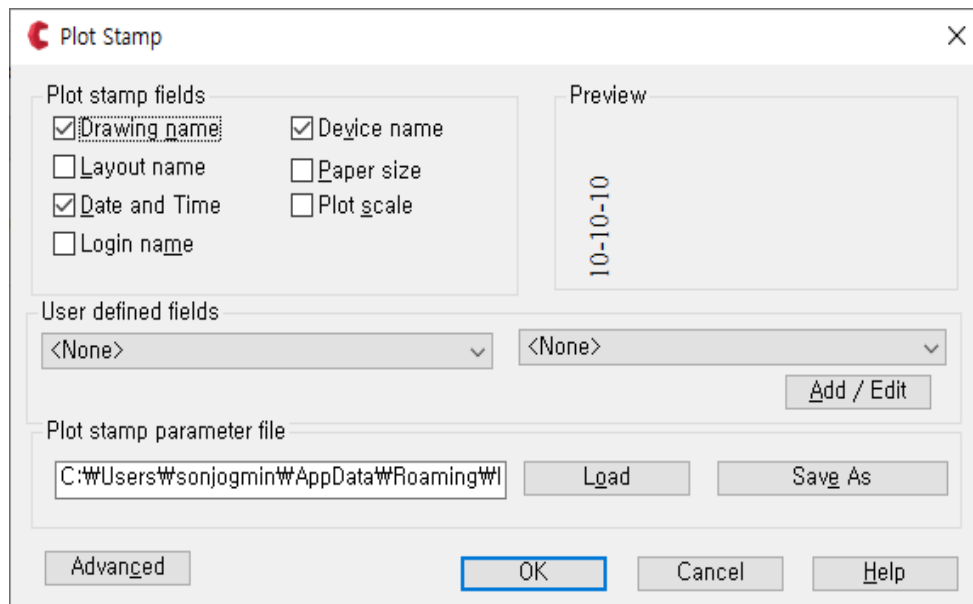 Plot Stamp
Plot stamp fields
Drawing name
Device name
Layout name
Paper size
Date and Time
Plot scale
Login name
Preview
10-10-10
User defined fields
<None>
<None>
Add / Edit
Plot stamp parameter file
C:₩Users₩sonjogmin₩AppData₩Roaming₩I
Load
Save As
Advanced
OK
Cancel
Help